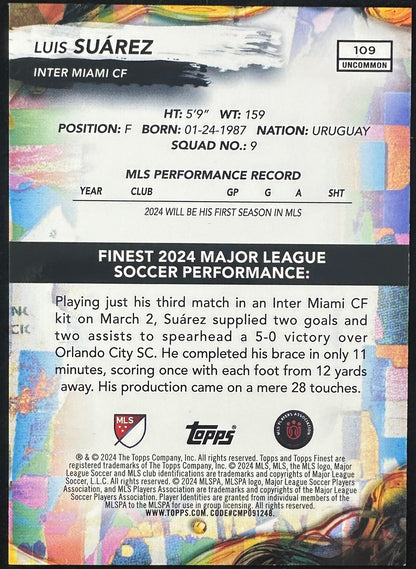 LUIS SUÁREZ
INTER MIAMI CF
109
UNCOMMON
HT: 5'9" WT: 159
POSITION: F BORN: 01-24-1987 NATION: URUGUAY
SQUAD NO.: 9
MLS PERFORMANCE RECORD
YEAR CLUB GP G A SHT
2024 WILL BE HIS FIRST SEASON IN MLS
FINEST 2024 MAJOR LEAGUE
SOCCER PERFORMANCE:
Playing just his third match in an Inter Miami CF
kit on March 2, Suárez supplied two goals and
two assists to spearhead a 5-0 victory over
Orlando City SC. He completed his brace in only 11
minutes, scoring once with each foot from 12 yards
away. His production came on a mere 28 touches.
MLS
Topps
MLS PLAYERS ASSOCIATION
® & © 2024 The Topps Company, Inc. All rights reserved. Topps and Topps Finest are
registered trademarks of The Topps Company, Inc. © 2024 MLS, MLS, the MLS logo, Major
League Soccer and MLS club identifications are trademarks and copyrights of Major League
Soccer, L.L.C. All rights reserved. © 2024 MLSPA, MLSPA logo, Major League Soccer Players
Association, and MLS Players Association are trademarks and copyrights of the Major League
Soccer Players Association. Player Identities are granted from individual members of the
MLSPA to the MLSPA for use in group licensing. All rights reserved.
WWW.TOPPS.COM. CODE#CMP091248.